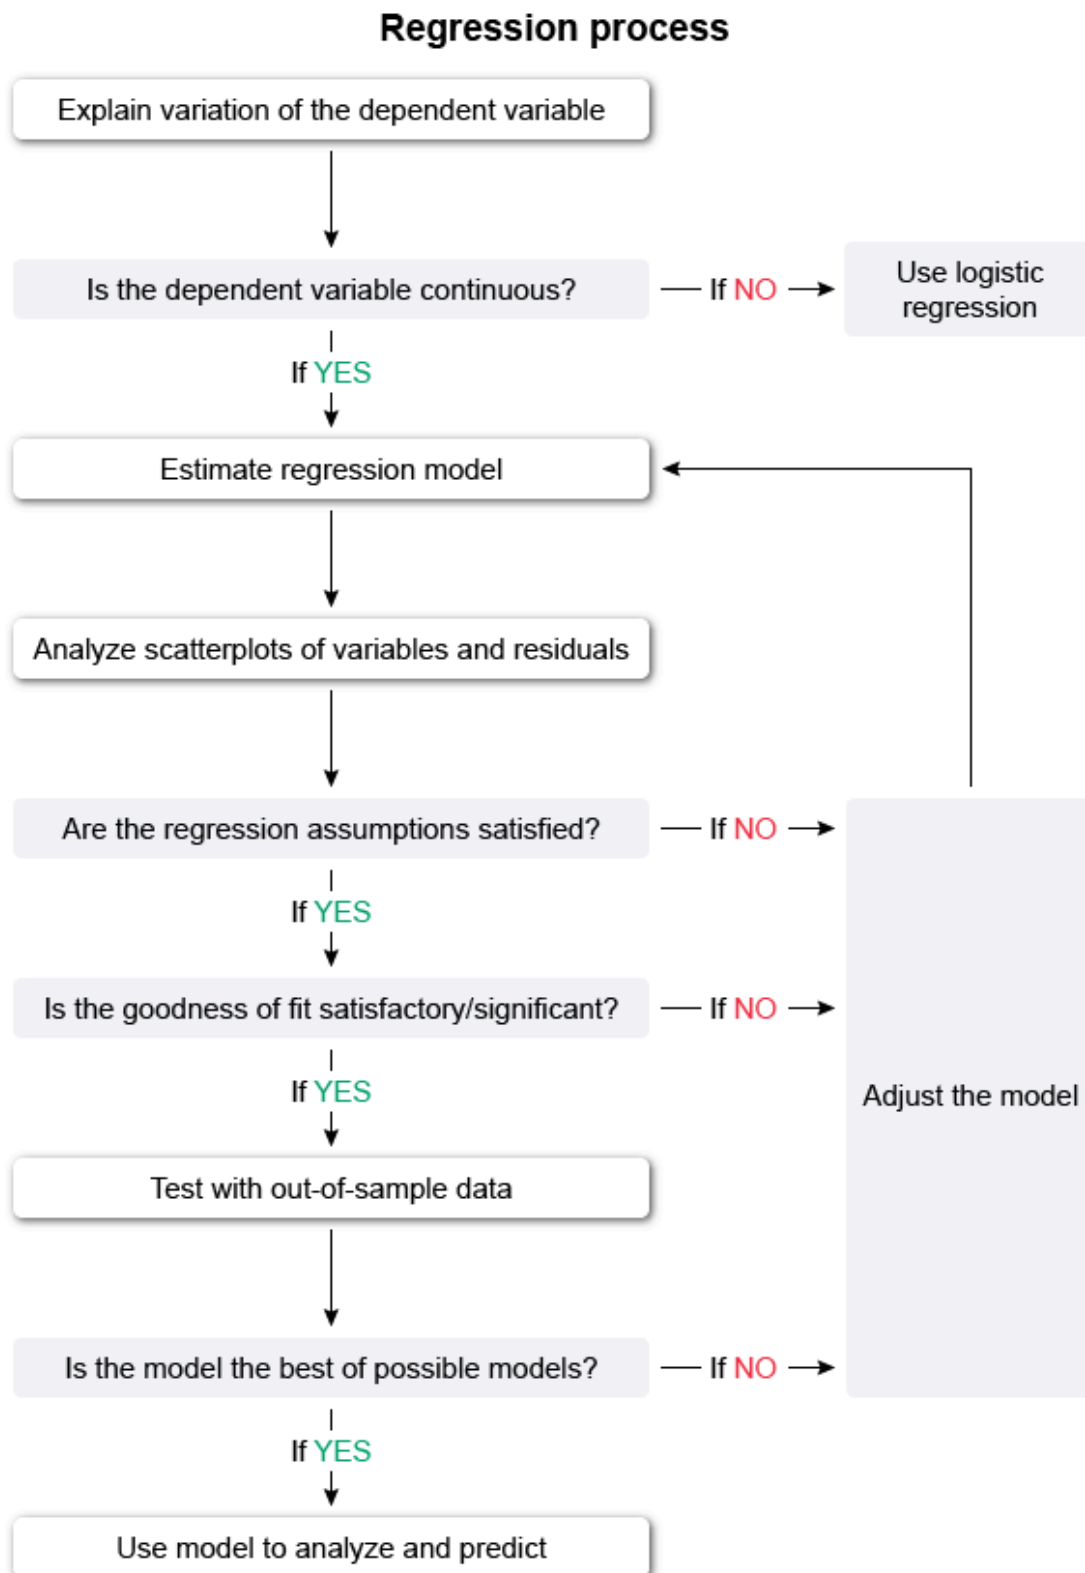 Regression process
Explain variation of the dependent variable
Is the dependent variable continuous?
If NO
Use logistic
regression
If YES
Estimate regression model
Analyze scatterplots of variables and residuals
Are the regression assumptions satisfied?
If NO
If YES
Is the goodness of fit satisfactory/significant?
If NO
Adjust the model
If YES
Test with out-of-sample data
Is the model the best of possible models?
If NO
If YES
Use model to analyze and predict